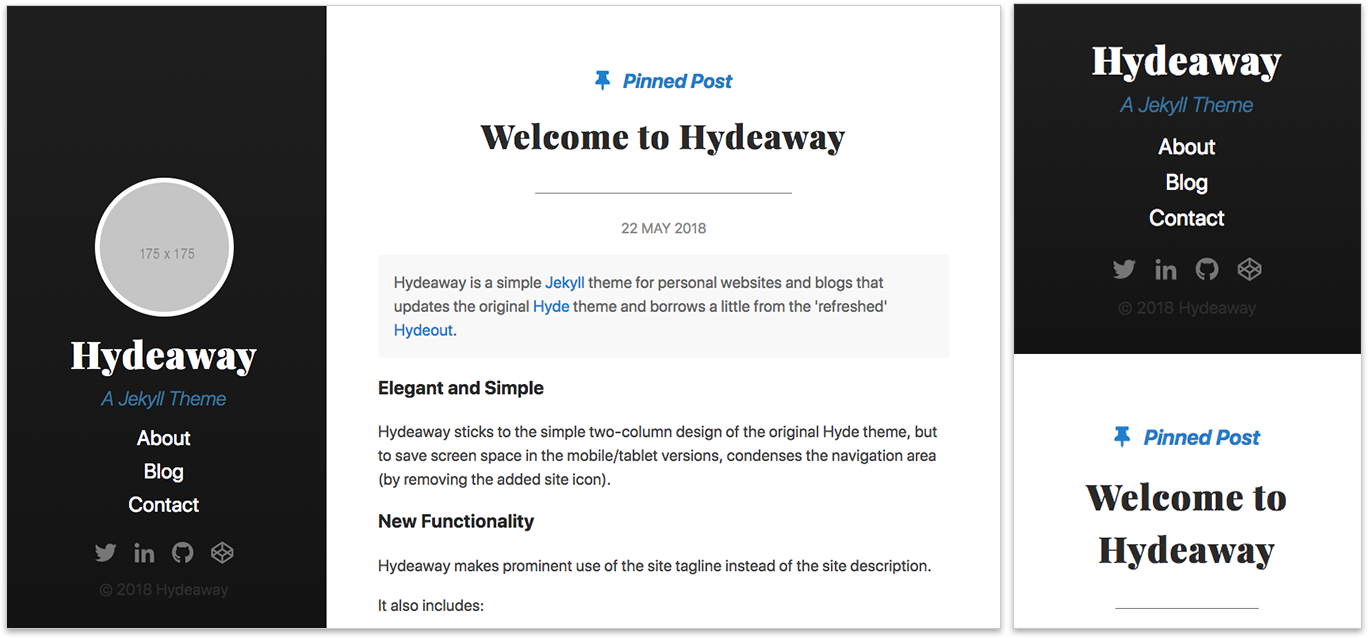 175 x 175
Hydeaway
A Jekyll Theme
About
Blog
Contact
© 2018 Hydeaway
Pinned Post
Welcome to Hydeaway
22 MAY 2018
Hydeaway is a simple Jekyll theme for personal websites and blogs that
updates the original Hyde theme and borrows a little from the 'refreshed'
Hydeout.
Elegant and Simple
Hydeaway sticks to the simple two-column design of the original Hyde theme, but
to save screen space in the mobile/tablet versions, condenses the navigation area
(by removing the added site icon).
New Functionality
Hydeaway makes prominent use of the site tagline instead of the site description.
It also includes:
Hydeaway
A Jekyll Theme
About
Blog
Contact
© 2018 Hydeaway
Pinned Post
Welcome to
Hydeaway